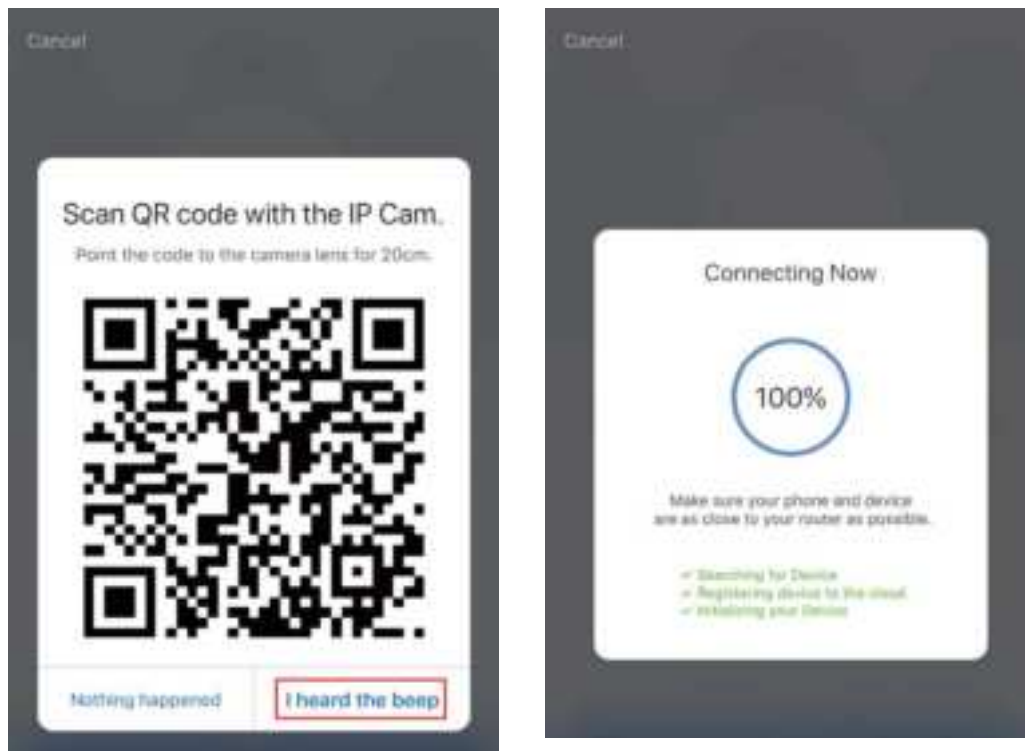 Cancel
Scan QR code with the IP Cam.
Point the code to the camera lens for 20cm.
Nothing happened
I heard the beep
Cancel
Connecting Now
100%
Make sure your phone and device
are as close to your router as possible.
✓ Searching for Device
✓ Registering device to the cloud
✓ Initializing your Device